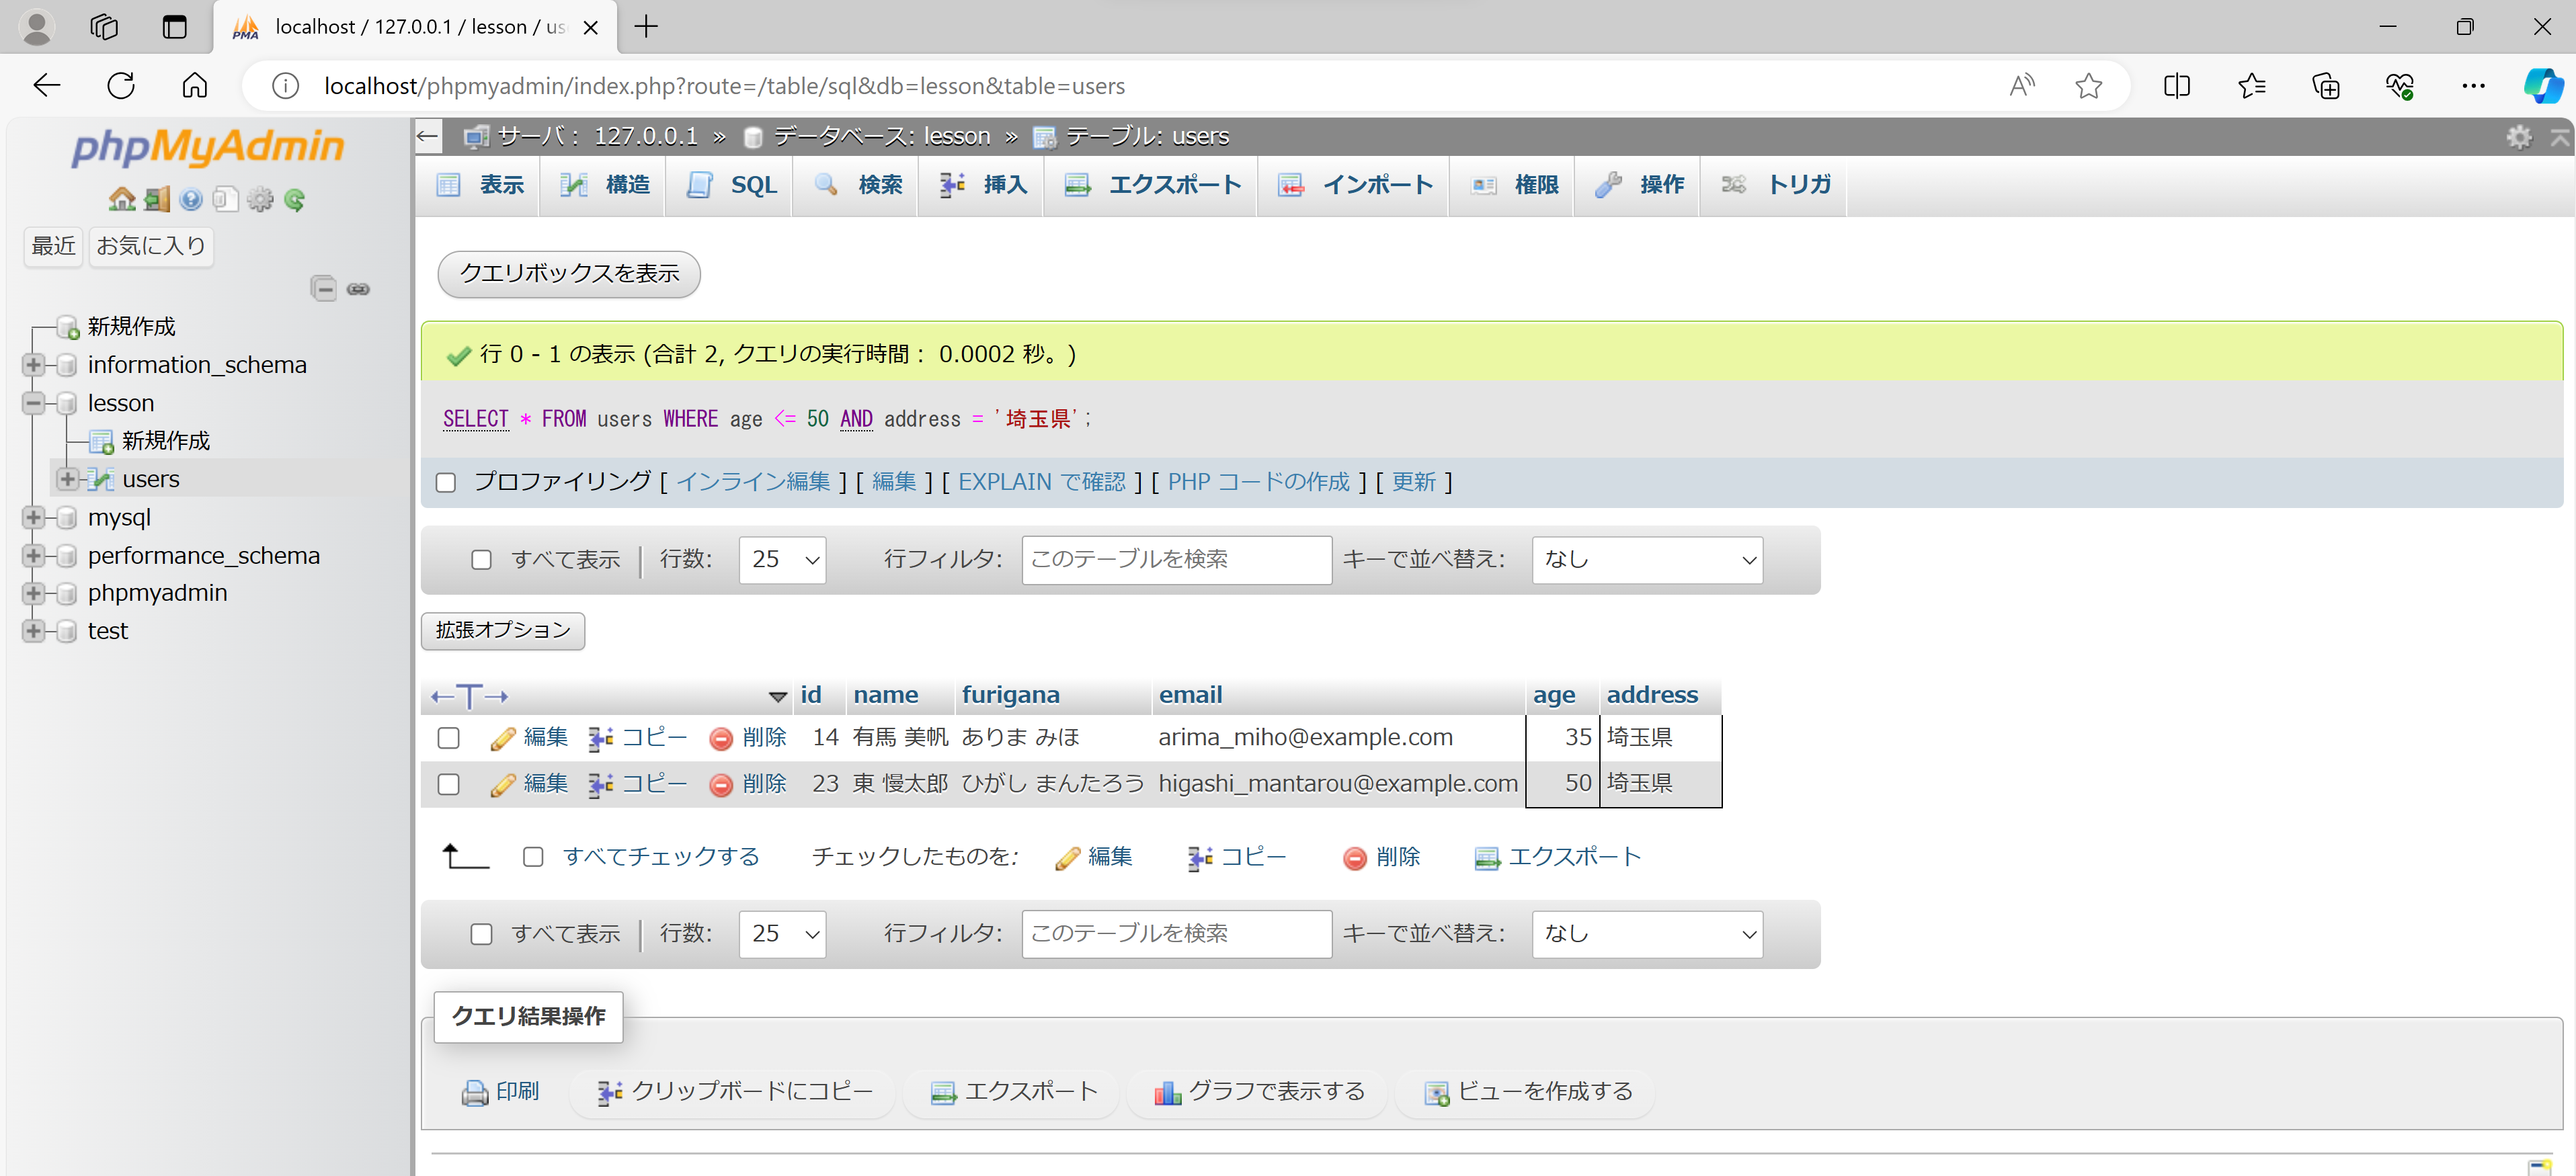 localhost / 127.0.0.1 / lesson / us
localhost/phpmyadmin/index.php?route=/table/sql&db=lesson&table=users
phpMyAdmin
最近 お気に入り
新規作成
information_schema
lesson
新規作成
users
mysql
performance_schema
phpmyadmin
test
サーバ： 127.0.0.1 » データベース: lesson » テーブル: users
表示 構造 SQL 検索 挿入 エクスポート インポート 権限 操作 トリガ
クエリボックスを表示
行 0 - 1 の表示 (合計 2, クエリの実行時間： 0.0002 秒。)
SELECT * FROM users WHERE age <= 50 AND address = '埼玉県';
プロファイリング [ インライン編集 ] [ 編集 ] [ EXPLAIN で確認 ] [ PHP コードの作成 ] [ 更新 ]
すべて表示 行数: 25 行フィルタ: このテーブルを検索 キーで並べ替え: なし
拡張オプション
←T→ id name furigana email age address
編集 コピー 削除 14 有馬 美帆 ありま みほ arima_miho@example.com 35 埼玉県
編集 コピー 削除 23 東 慢太郎 ひがし まんたろう higashi_mantarou@example.com 50 埼玉県
すべてチェックする チェックしたものを: 編集 コピー 削除 エクスポート
すべて表示 行数: 25 行フィルタ: このテーブルを検索 キーで並べ替え: なし
クエリ結果操作
印刷 クリップボードにコピー エクスポート グラフで表示する ビューを作成する